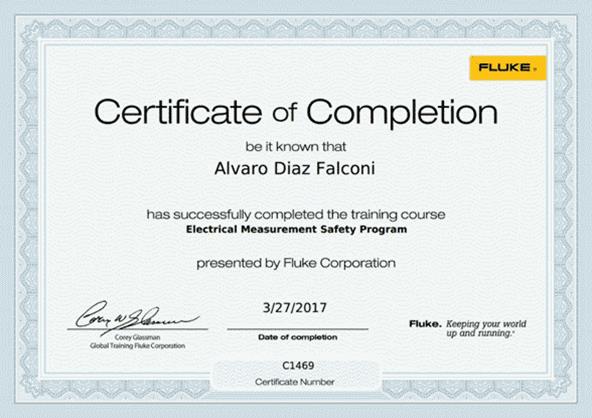 FLUKE®
Certificate of Completion
be it known that
Alvaro Diaz Falconi
has successfully completed the training course
Electrical Measurement Safety Program
presented by Fluke Corporation
3/27/2017
Corey Glassman
Global Training Fluke Corporation
Date of completion
Fluke. Keeping your world
up and running.®
C1469
Certificate Number